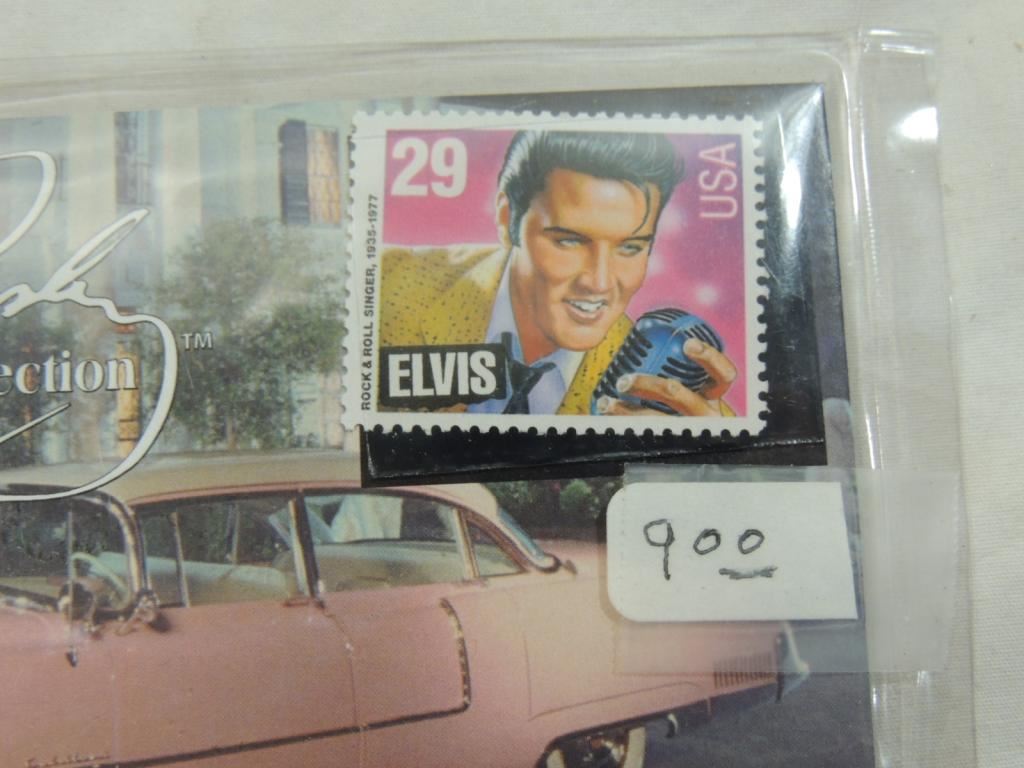 29
USA
ROCK & ROLL SINGER, 1935-1977
ELVIS
ection
TM
900